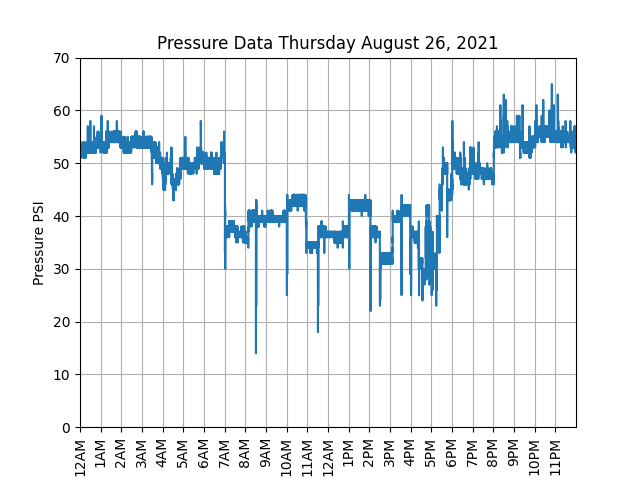 Pressure Data Thursday August 26, 2021
Pressure PSI
70
60
50
40
30
20
10
0
12AM
1AM
2AM
3AM
4AM
5AM
6AM
7AM
8AM
9AM
10AM
11AM
12AM
1PM
2PM
3PM
4PM
5PM
6PM
7PM
8PM
9PM
10PM
11PM